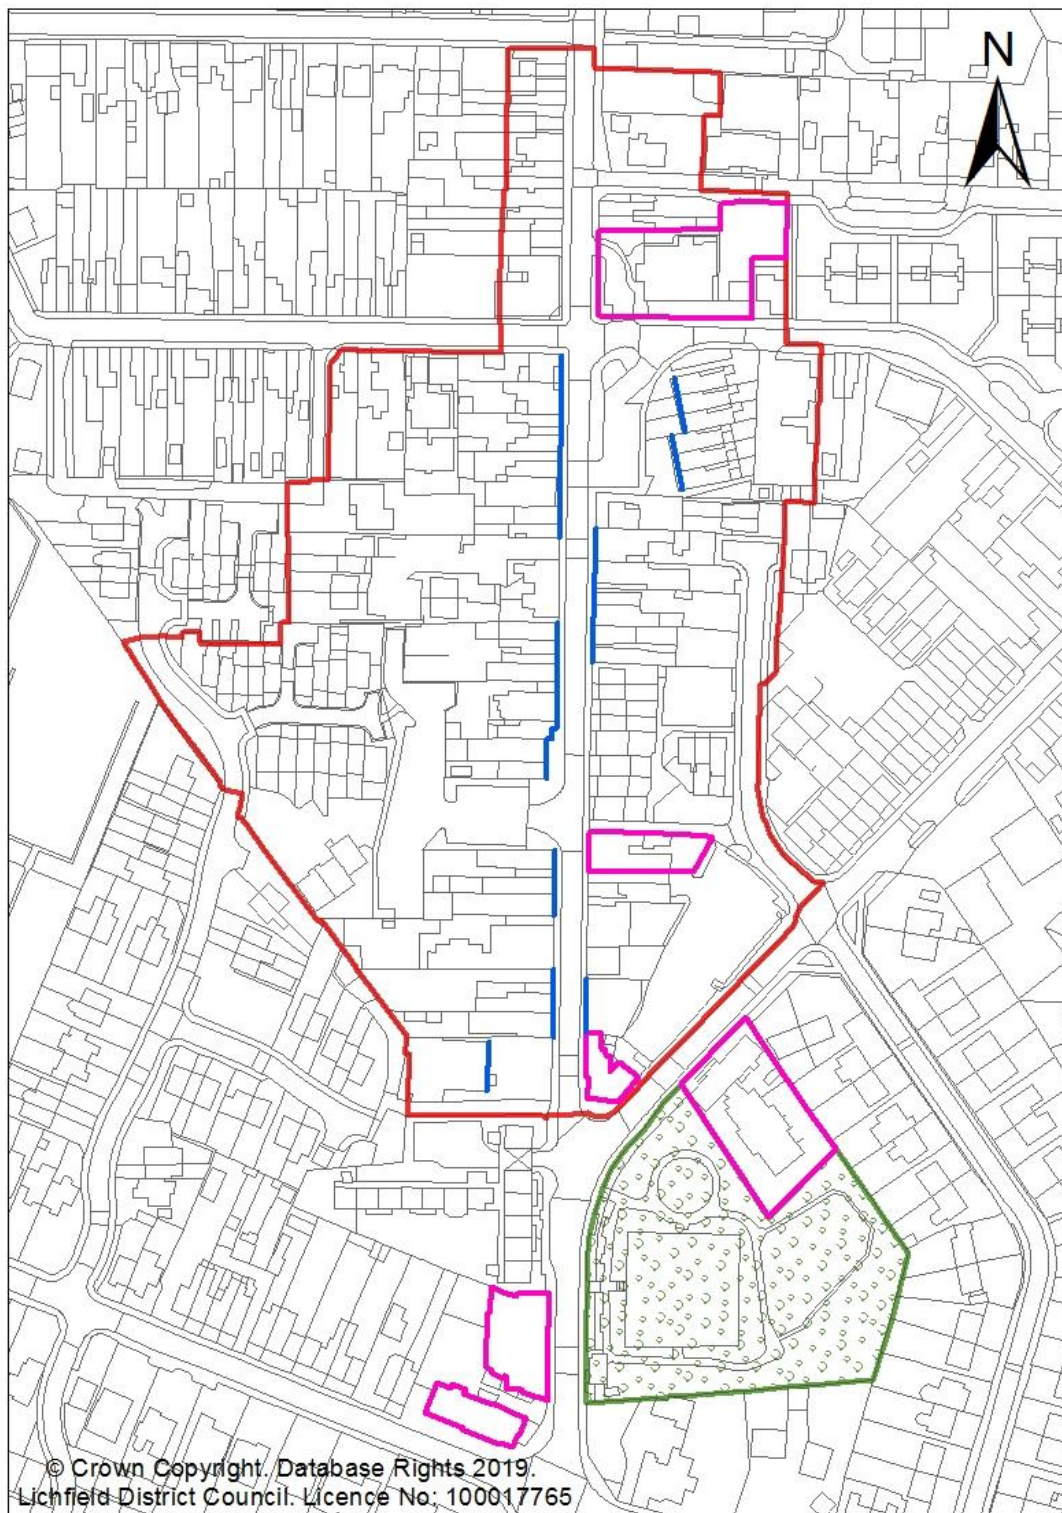 N
© Crown Copyright. Database Rights 2019.
Lichfield District Council. Licence No: 100017765